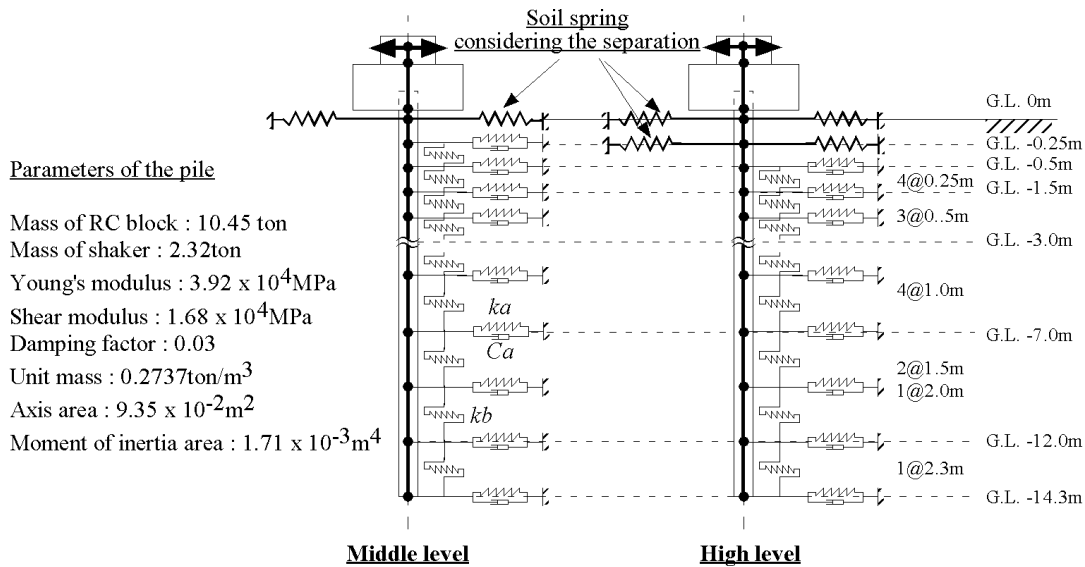 Soil spring
considering the separation
G.L. 0m
G.L. -0.25m
G.L. -0.5m
4@0.25m
G.L. -1.5m
3@0..5m
G.L. -3.0m
4@1.0m
G.L. -7.0m
2@1.5m
1@2.0m
G.L. -12.0m
1@2.3m
G.L. -14.3m
ka
Ca
kb
Parameters of the pile
Mass of RC block : 10.45 ton
Mass of shaker : 2.32ton
Young's modulus : 3.92 x 10⁴MPa
Shear modulus : 1.68 x 10⁴MPa
Damping factor : 0.03
Unit mass : 0.2737ton/m³
Axis area : 9.35 x 10⁻²m²
Moment of inertia area : 1.71 x 10⁻³m⁴
Middle level
High level